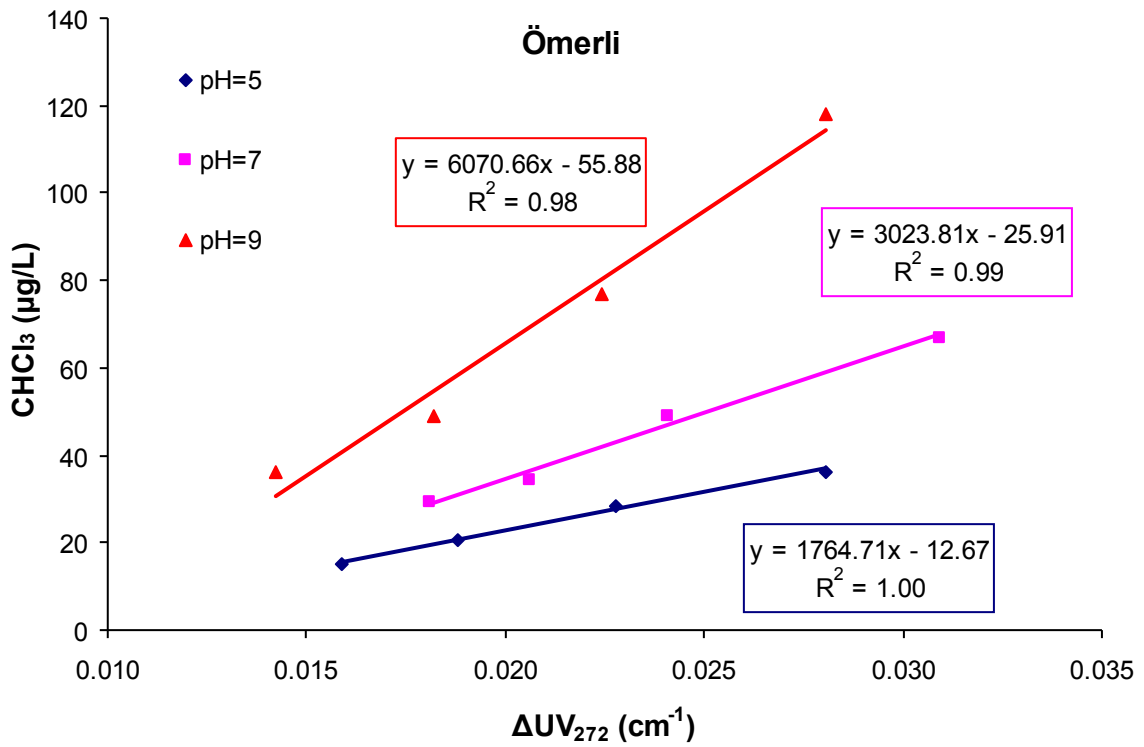 Ömerli
CHCl₃ (µg/L)
140
120
100
80
60
40
20
0
pH=5
pH=7
pH=9
y = 6070.66x - 55.88
R² = 0.98
y = 3023.81x - 25.91
R² = 0.99
y = 1764.71x - 12.67
R² = 1.00
0.010 0.015 0.020 0.025 0.030 0.035
ΔUV₂₇₂ (cm⁻¹)